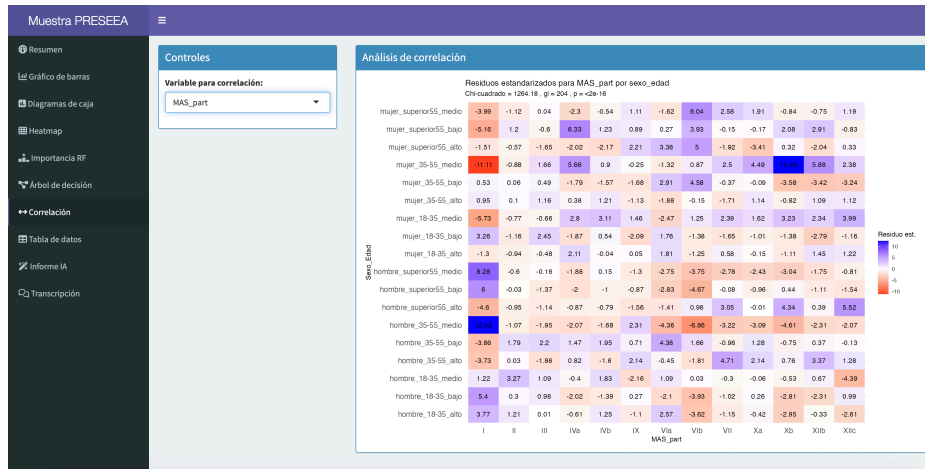 Muestra PRESEEA
Resumen
Gráfico de barras
Diagramas de caja
Heatmap
Importancia RF
Árbol de decisión
Correlación
Tabla de datos
Informe IA
Transcripción
Controles
Variable para correlación:
MAS_part
Análisis de correlación
Residuos estandarizados para MAS_part por sexo_edad
Chi-cuadrado = 1264.18 , gl = 204 , p = <2e-16
mujer_superior55_medio -3.99 -1.12 0.04 -2.3 -0.54 1.11 -1.62 6.04 2.58 1.91 -0.84 -0.75 1.19
mujer_superior55_bajo -5.16 1.2 -0.6 6.33 1.23 0.89 0.27 3.93 -0.15 -0.17 2.08 2.91 -0.83
mujer_superior55_alto -1.51 -0.57 -1.65 -2.02 -2.17 2.21 3.38 5 -1.92 -3.41 0.32 -2.04 0.33
mujer_35-55_medio -11.11 -0.88 1.66 5.66 0.9 -0.25 -1.32 0.87 2.5 4.49 5.88 2.38
mujer_35-55_bajo 0.53 0.06 0.49 -1.79 -1.57 -1.68 2.91 4.58 -0.37 -0.09 -3.58 -3.42 -3.24
mujer_35-55_alto 0.95 0.1 1.16 0.38 1.21 -1.13 -1.88 -0.15 -1.71 1.14 -0.82 1.09 1.12
mujer_18-35_medio -5.73 -0.77 -0.66 2.8 3.11 1.46 -2.47 1.25 2.39 1.62 3.23 2.34 3.99
mujer_18-35_bajo 3.26 -1.16 2.45 -1.87 0.54 -2.09 1.76 -1.38 -1.65 -1.01 -1.38 -2.79 -1.16
mujer_18-35_alto -1.3 -0.94 -0.48 2.11 -0.04 0.05 1.81 -1.25 0.58 -0.15 -1.11 1.45 1.22
hombre_superior55_medio 8.28 -0.6 -0.16 -1.88 0.15 -1.3 -2.75 -3.75 -2.78 -2.43 -3.04 -1.75 -0.81
hombre_superior55_bajo 6 -0.03 -1.37 -2 -1 -0.87 -2.83 -4.67 -0.08 -0.96 0.44 -1.11 -1.54
hombre_superior55_alto -4.6 -0.95 -1.14 -0.87 -0.79 -1.56 -1.41 0.98 3.05 -0.01 4.34 0.39 5.52
hombre_35-55_medio -1.07 -1.95 -2.07 -1.68 2.31 -4.36 -6.86 -3.22 -3.09 -4.61 -2.31 -2.07
hombre_35-55_bajo -3.86 1.79 2.2 1.47 1.95 0.71 4.38 1.66 -0.96 1.28 -0.75 0.37 -0.13
hombre_35-55_alto -3.73 0.03 -1.86 0.82 -1.6 2.14 -0.45 -1.81 4.71 2.14 0.76 3.37 1.28
hombre_18-35_medio 1.22 3.27 1.09 -0.4 1.83 -2.16 1.09 0.03 -0.3 -0.06 -0.53 0.67 -4.39
hombre_18-35_bajo 5.4 0.3 0.98 -2.02 -1.39 0.27 -2.1 -3.93 -1.02 0.26 -2.81 -2.31 0.99
hombre_18-35_alto 3.77 1.21 0.01 -0.61 1.25 -1.1 2.57 -3.62 -1.15 -0.42 -2.95 -0.33 -2.61
I II III IVa IVb IX VIa VIb VII Xa Xb XIIb XIIc
MAS_part
Sexo_Edad
Residuo est.
10
5
0
-5
-10